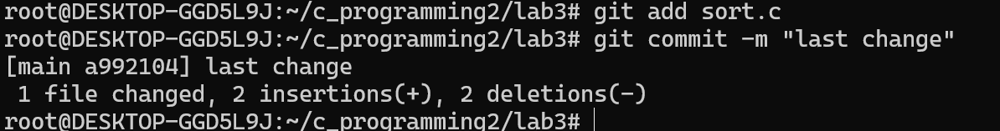 root@DESKTOP-GGD5L9J:~/c_programming2/lab3# git add sort.c
root@DESKTOP-GGD5L9J:~/c_programming2/lab3# git commit -m "last change"
[main a992104] last change
 1 file changed, 2 insertions(+), 2 deletions(-)
root@DESKTOP-GGD5L9J:~/c_programming2/lab3#